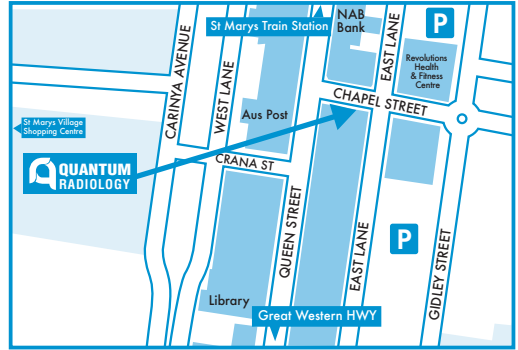 St Marys Train Station
NAB
Bank
P
EAST LANE
Revolutions
Health
& Fitness
Centre
CARINYA AVENUE
WEST LANE
CHAPEL STREET
Aus Post
St Marys Village
Shopping Centre
CRANA ST
QUANTUM
RADIOLOGY
QUEEN STREET
EAST LANE
P
GIDLEY STREET
Library
Great Western HWY